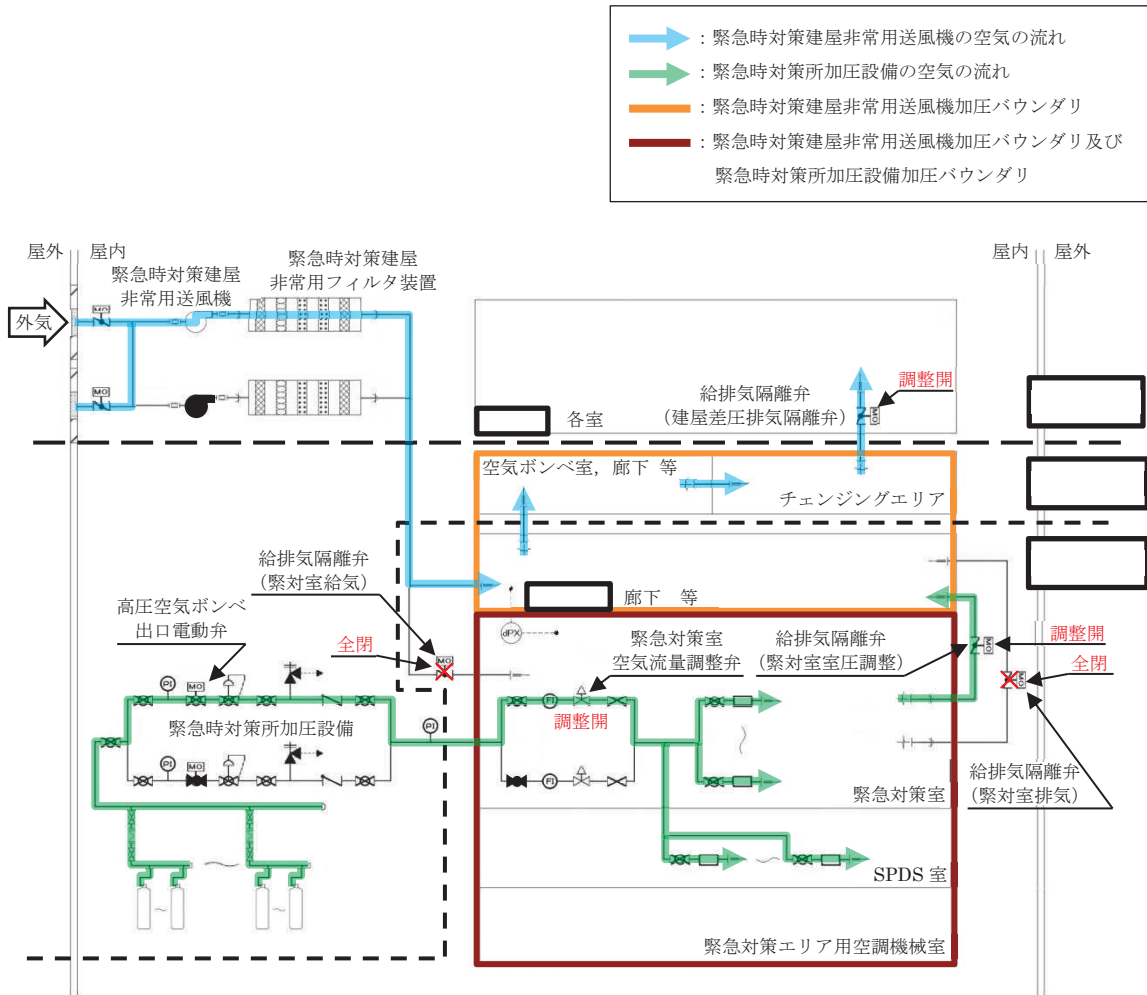 ：緊急時対策建屋非常用送風機の空気の流れ
：緊急時対策所加圧設備の空気の流れ
：緊急時対策建屋非常用送風機加圧バウンダリ
：緊急時対策建屋非常用送風機加圧バウンダリ及び
緊急時対策所加圧設備加圧バウンダリ
屋外
屋内
緊急時対策建屋
非常用送風機
緊急時対策建屋
非常用フィルタ装置
屋内
屋外
外気
MO
MO
給排気隔離弁
（建屋差圧排気隔離弁）
調整開
MO
各室
空気ボンベ室，廊下 等
チェンジングエリア
給排気隔離弁
（緊対室給気）
高圧空気ボンベ
出口電動弁
全閉
MO
廊下 等
dPX
緊急対策室
空気流量調整弁
給排気隔離弁
（緊対室室圧調整）
MO
調整開
全閉
MO
PI
MO
FI
調整開
緊急時対策所加圧設備
PI
PI
MO
FI
緊急対策室
給排気隔離弁
（緊対室排気）
SPDS 室
緊急対策エリア用空調機械室